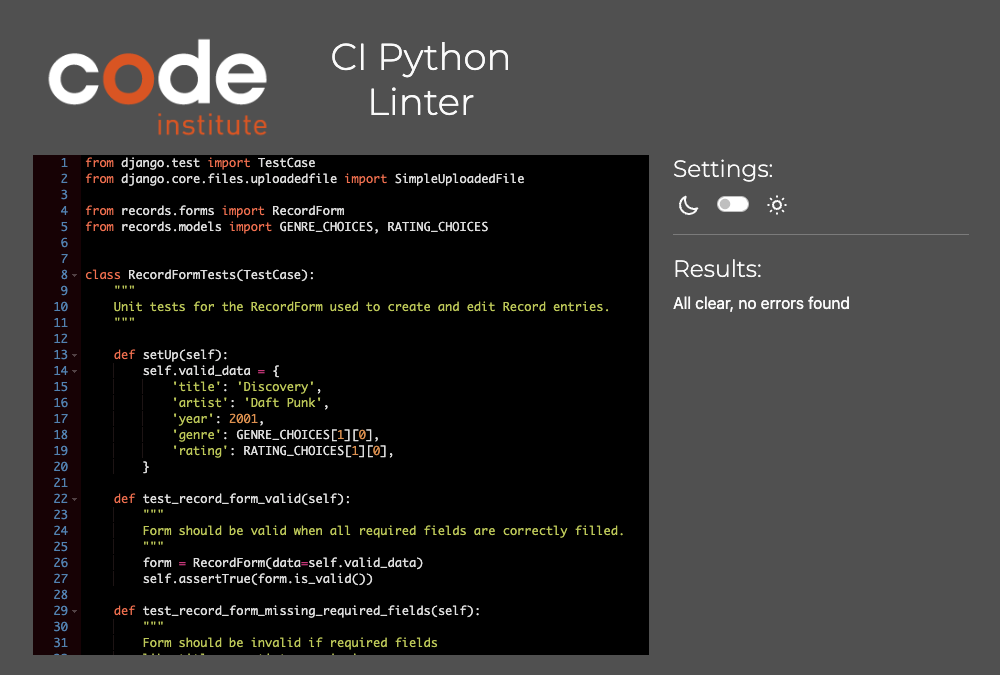 code
institute
CI Python
Linter
1 from django.test import TestCase
2 from django.core.files.uploadedfile import SimpleUploadedFile
3
4 from records.forms import RecordForm
5 from records.models import GENRE_CHOICES, RATING_CHOICES
6
7
8 class RecordFormTests(TestCase):
9 """
10 Unit tests for the RecordForm used to create and edit Record entries.
11 """
12
13 def setUp(self):
14 self.valid_data = {
15 'title': 'Discovery',
16 'artist': 'Daft Punk',
17 'year': 2001,
18 'genre': GENRE_CHOICES[1][0],
19 'rating': RATING_CHOICES[1][0],
20 }
21
22 def test_record_form_valid(self):
23 """
24 Form should be valid when all required fields are correctly filled.
25 """
26 form = RecordForm(data=self.valid_data)
27 self.assertTrue(form.is_valid())
28
29 def test_record_form_missing_required_fields(self):
30 """
31 Form should be invalid if required fields
Settings:
Results:
All clear, no errors found